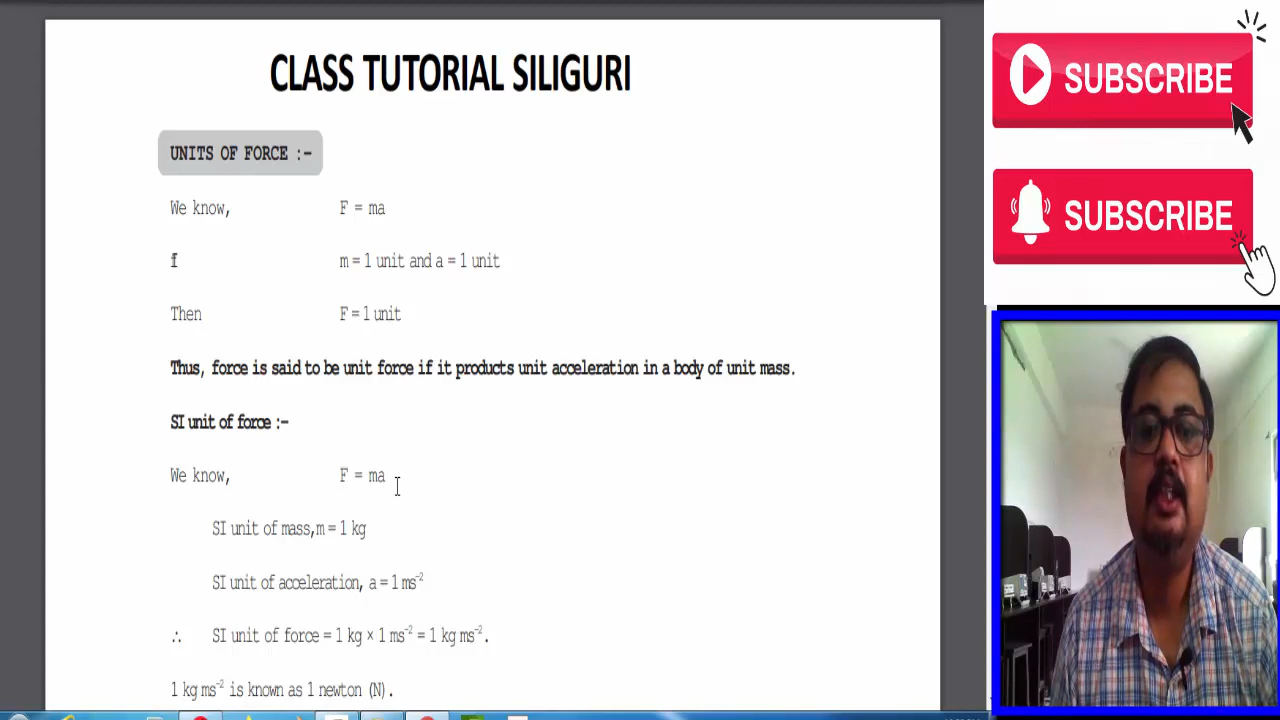 CLASS TUTORIAL SILIGURI
UNITS OF FORCE :-
We know, F = ma
f m = 1 unit and a = 1 unit
Then F = 1 unit
Thus, force is said to be unit force if it products unit acceleration in a body of unit mass.
SI unit of force :-
We know, F = ma
SI unit of mass,m = 1 kg
SI unit of acceleration, a = 1 ms⁻²
∴ SI unit of force = 1 kg × 1 ms⁻² = 1 kg ms⁻².
1 kg ms⁻² is known as 1 newton (N).
SUBSCRIBE
SUBSCRIBE